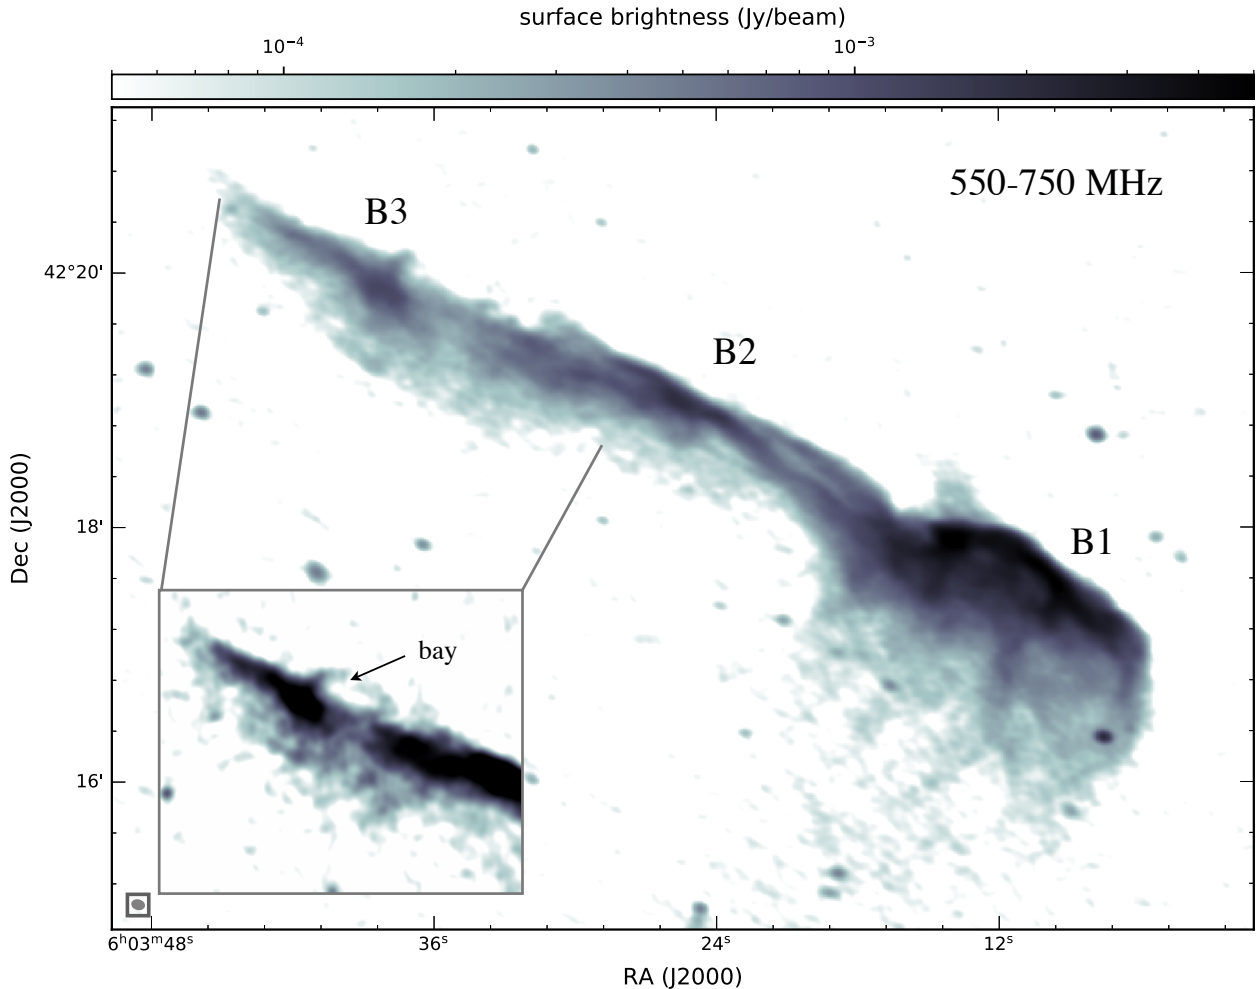 surface brightness (Jy/beam)
10⁻⁴ 10⁻³
550-750 MHz
B3
42°20'
B2
18'
B1
Dec (J2000)
bay
16'
6ʰ03ᵐ48ˢ 36ˢ 24ˢ 12ˢ
RA (J2000)